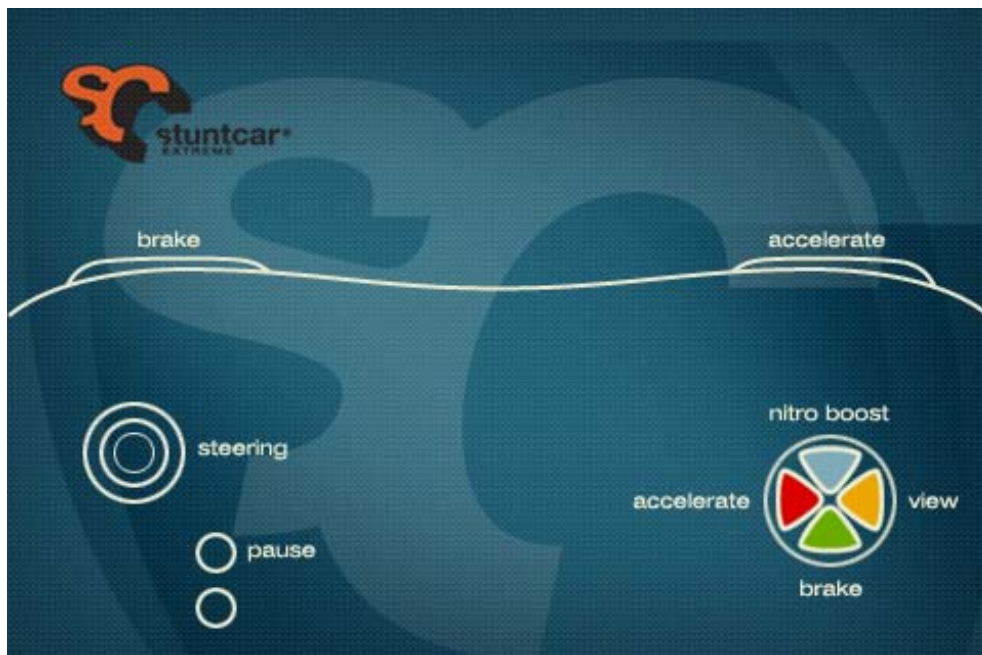 stuntcar
EXTREME
brake
accelerate
nitro boost
steering
accelerate
view
pause
brake